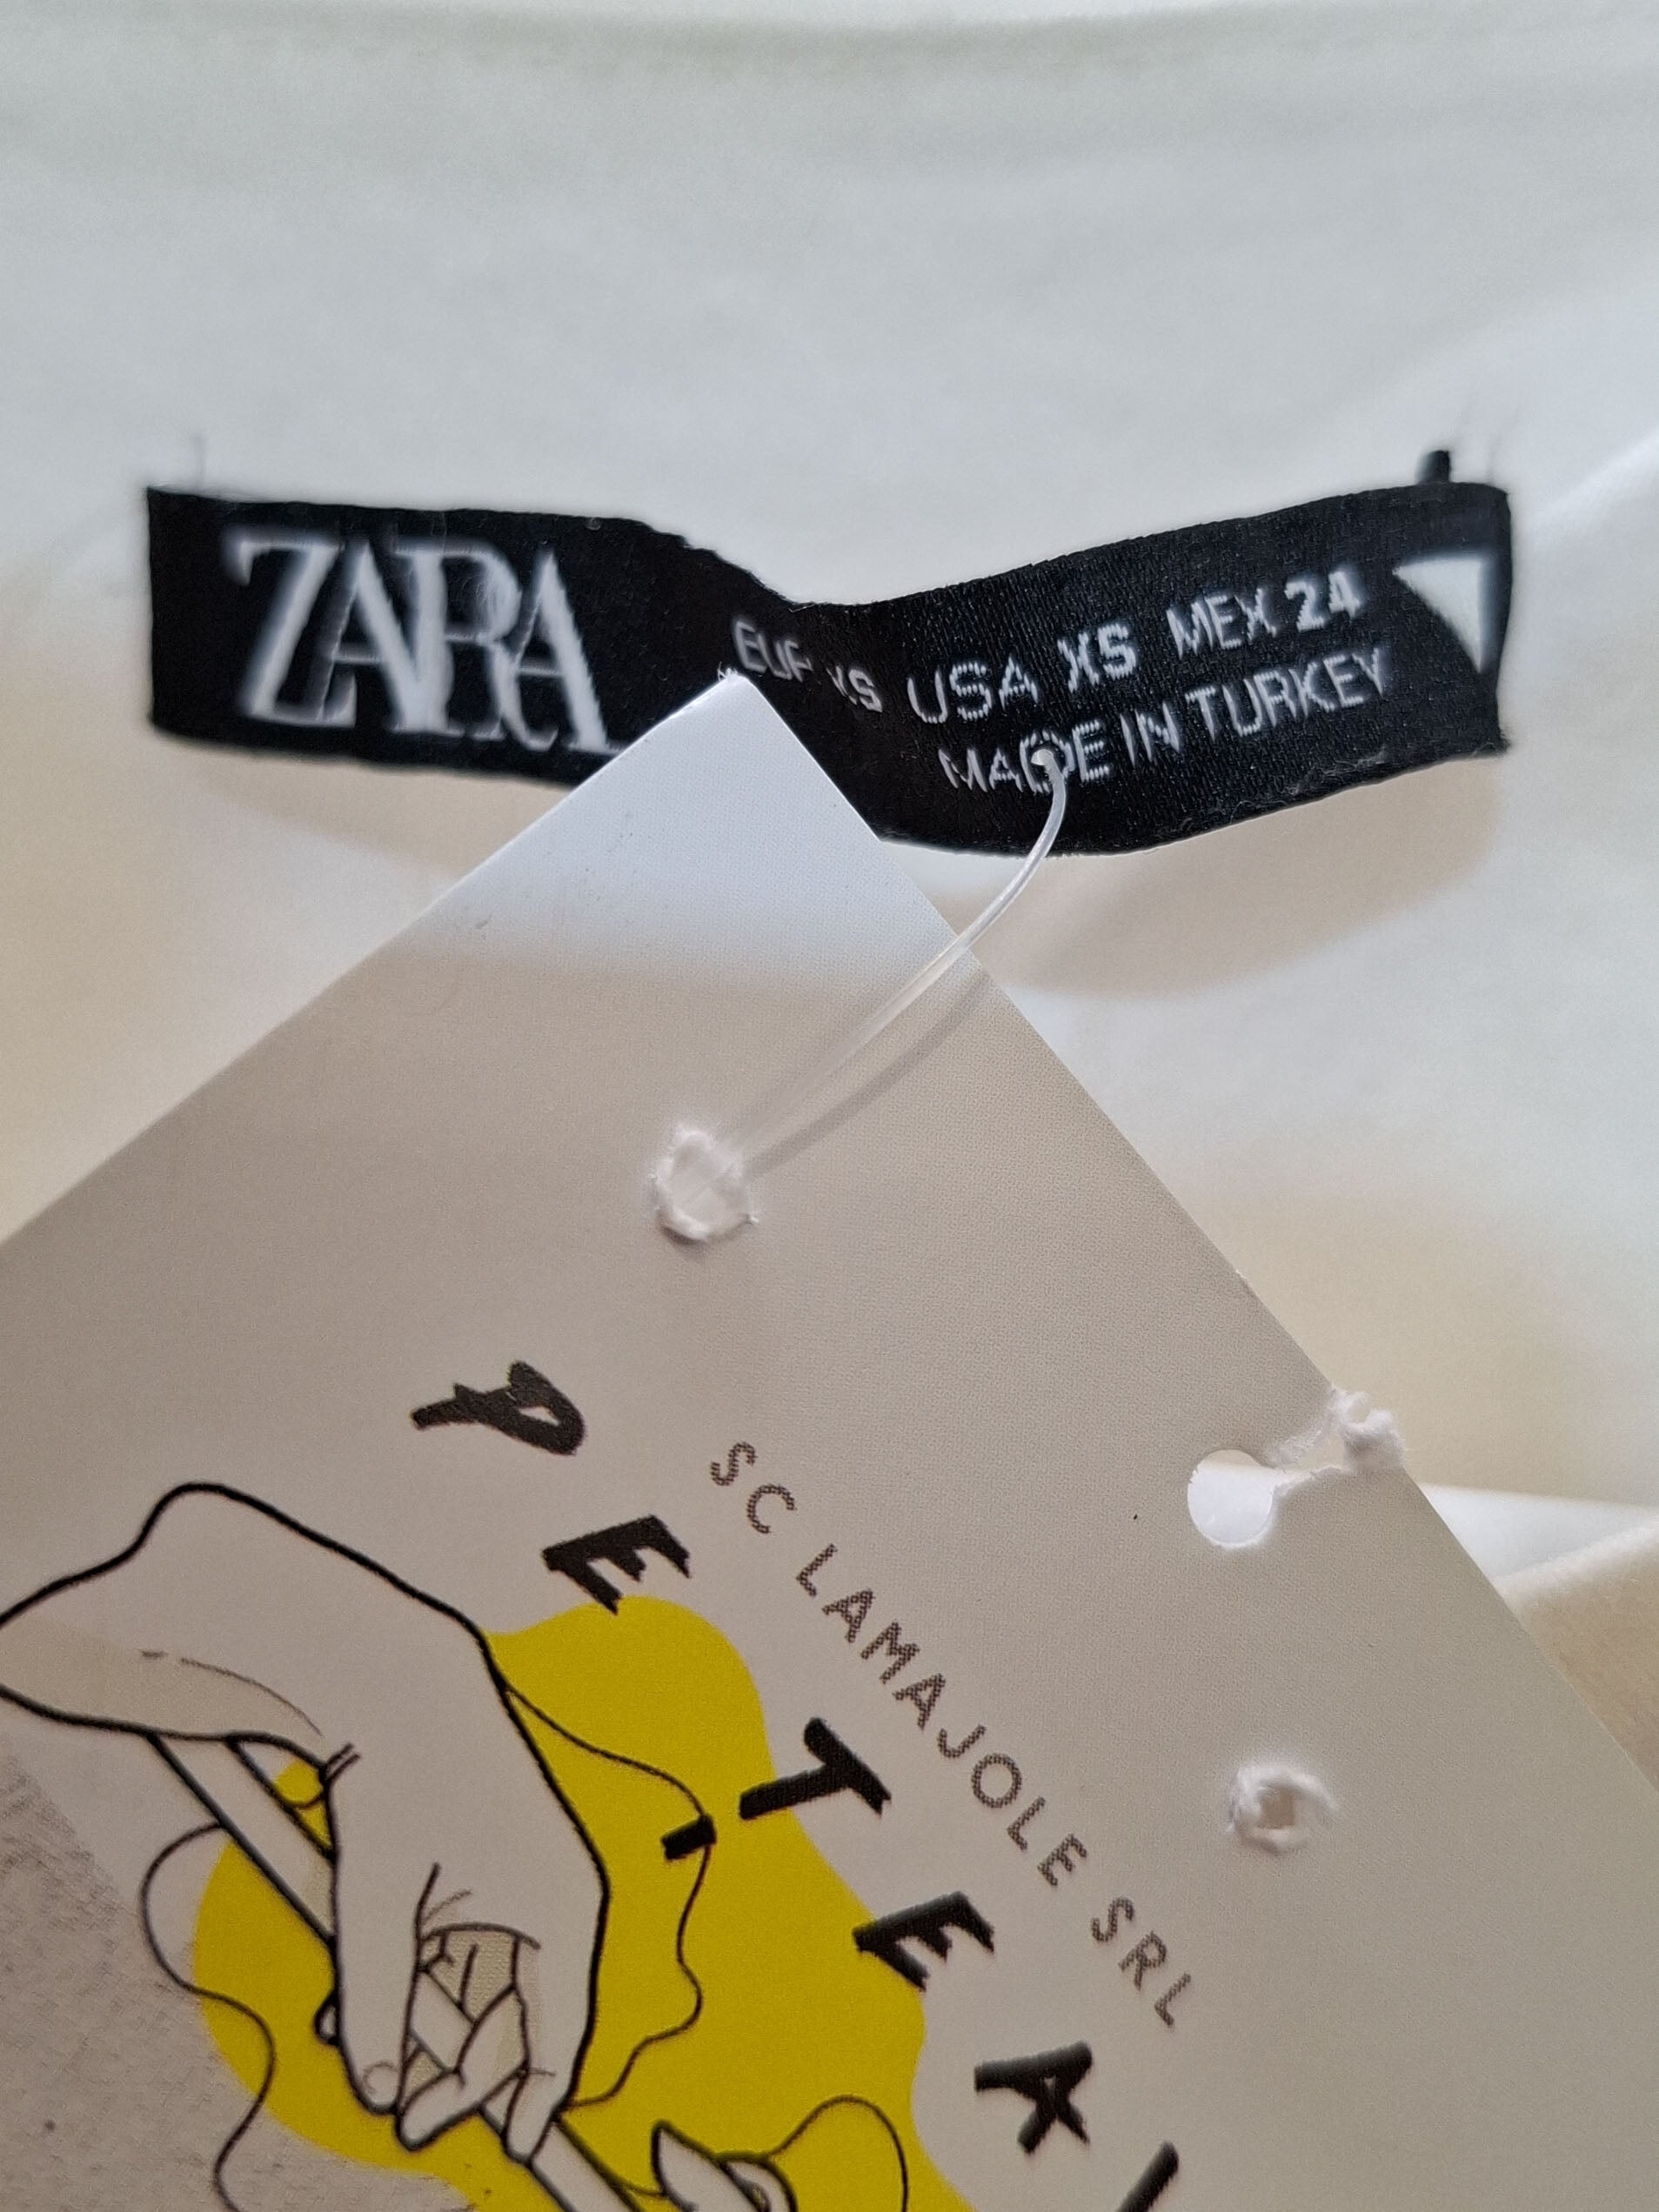 ZARA
EUR XS USA XS MEX 24
MADE IN TURKEY
SC LAMAJOLE SRL
PETEA